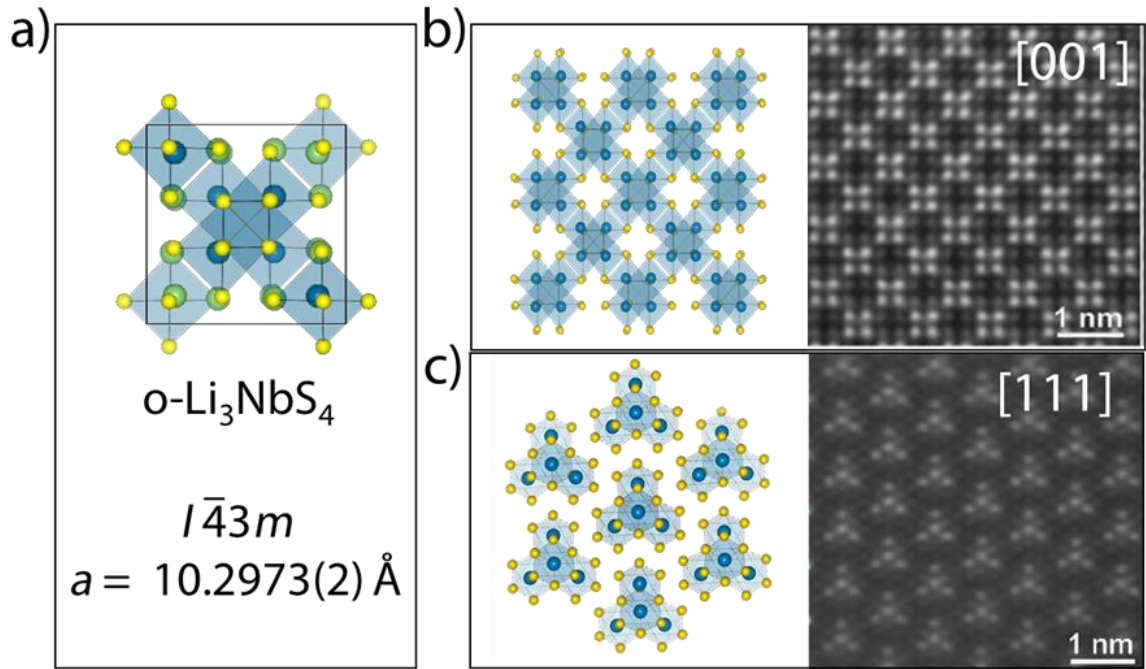 a)
o-Li₃NbS₄
I4̅3m
a = 10.2973(2) Å
b)
[001]
1 nm
c)
[111]
1 nm